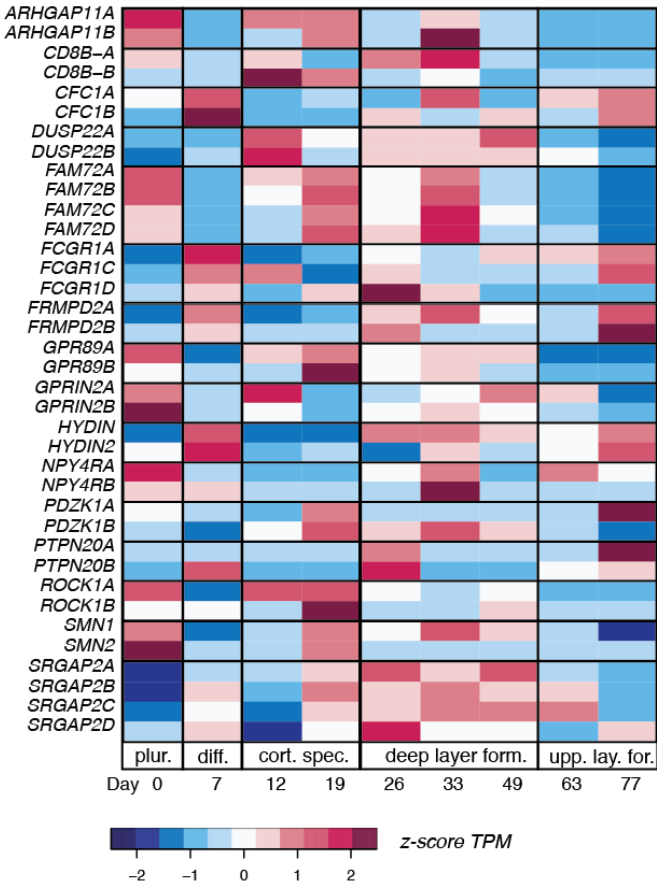 ARHGAP11A
ARHGAP11B
CD8B-A
CD8B-B
CFC1A
CFC1B
DUSP22A
DUSP22B
FAM72A
FAM72B
FAM72C
FAM72D
FCGR1A
FCGR1C
FCGR1D
FRMPD2A
FRMPD2B
GPR89A
GPR89B
GPRIN2A
GPRIN2B
HYDIN
HYDIN2
NPY4RA
NPY4RB
PDZK1A
PDZK1B
PTPN20A
PTPN20B
ROCK1A
ROCK1B
SMN1
SMN2
SRGAP2A
SRGAP2B
SRGAP2C
SRGAP2D
plur. diff. cort. spec. deep layer form. upp. lay. for.
Day 0 7 12 19 26 33 49 63 77
z-score TPM
−2 −1 0 1 2